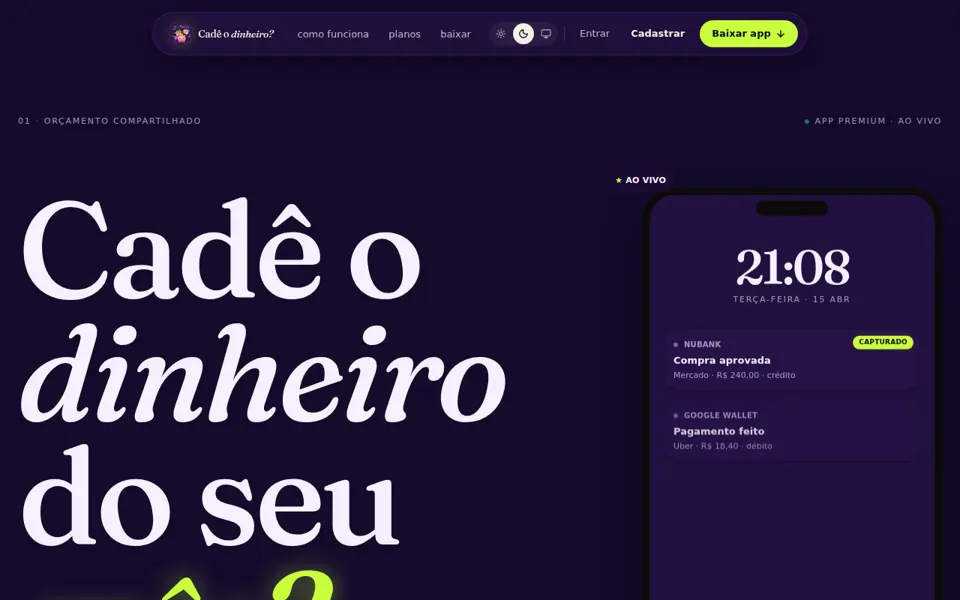 Cadê o dinheiro?
como funciona
planos
baixar
Entrar
Cadastrar
Baixar app ↓
01 · ORÇAMENTO COMPARTILHADO
APP PREMIUM · AO VIVO
★ AO VIVO
Cadê o
dinheiro
do seu
21:08
TERÇA-FEIRA · 15 ABR
NUBANK
CAPTURADO
Compra aprovada
Mercado · R$ 240,00 · crédito
GOOGLE WALLET
Pagamento feito
Uber · R$ 18,40 · débito